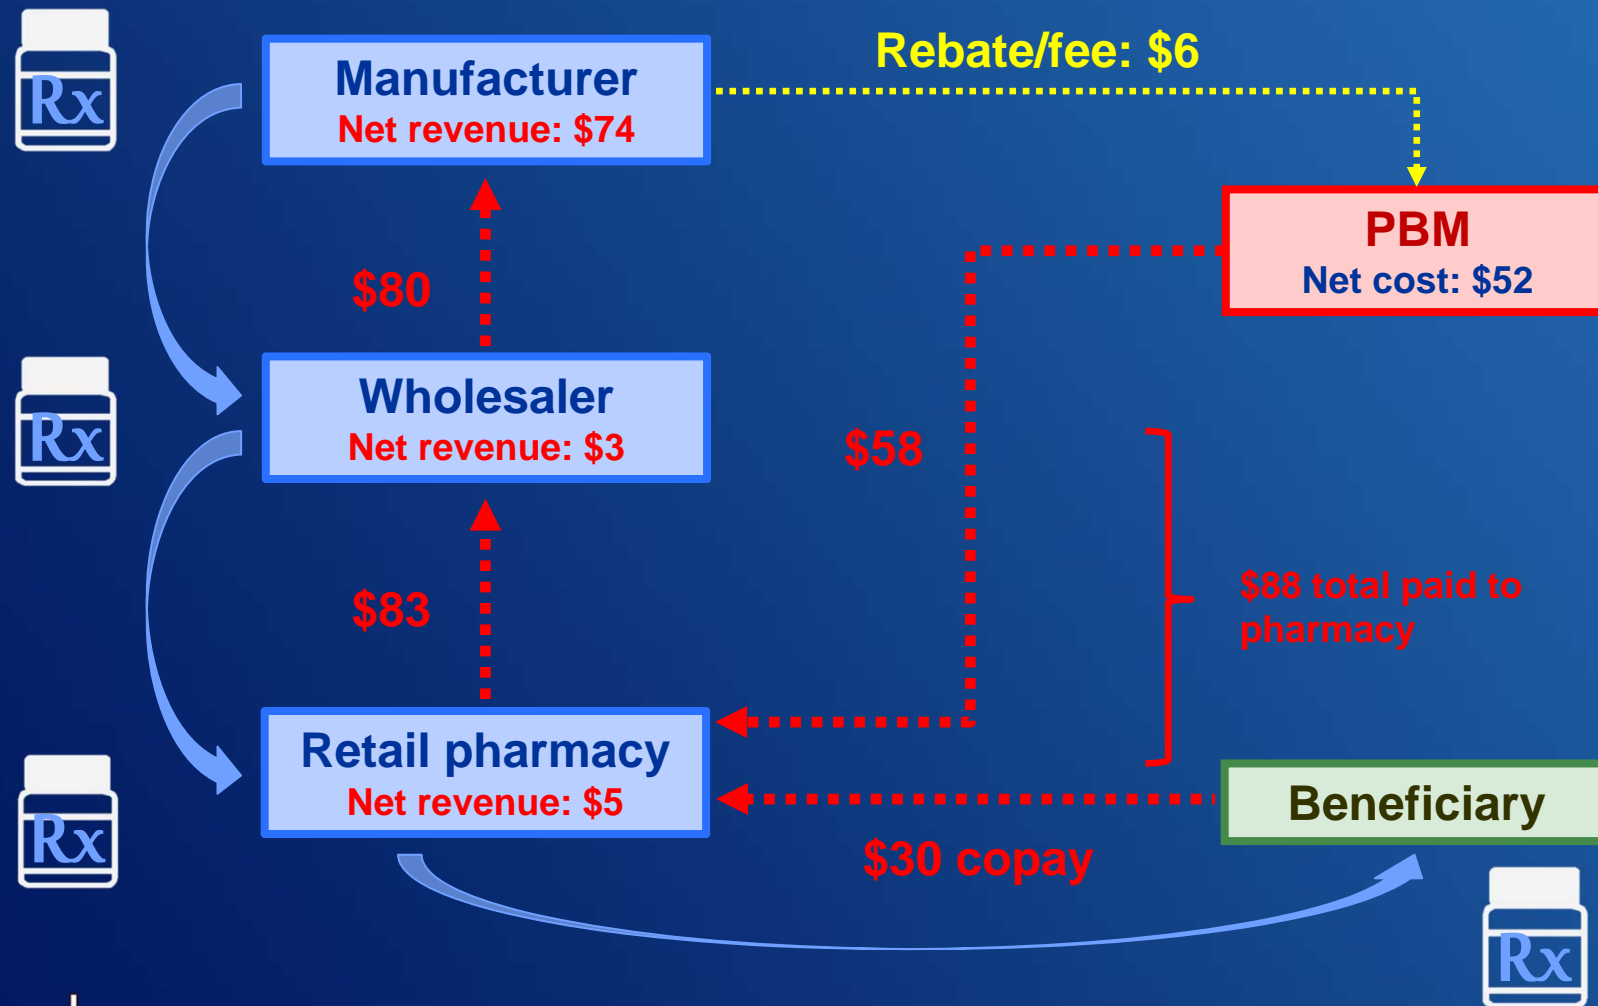 Rx
Manufacturer
Net revenue: $74
Rebate/fee: $6
PBM
Net cost: $52
$80
Rx
Wholesaler
Net revenue: $3
$58
$83
$88 total paid to
pharmacy
Rx
Retail pharmacy
Net revenue: $5
Beneficiary
$30 copay
Rx